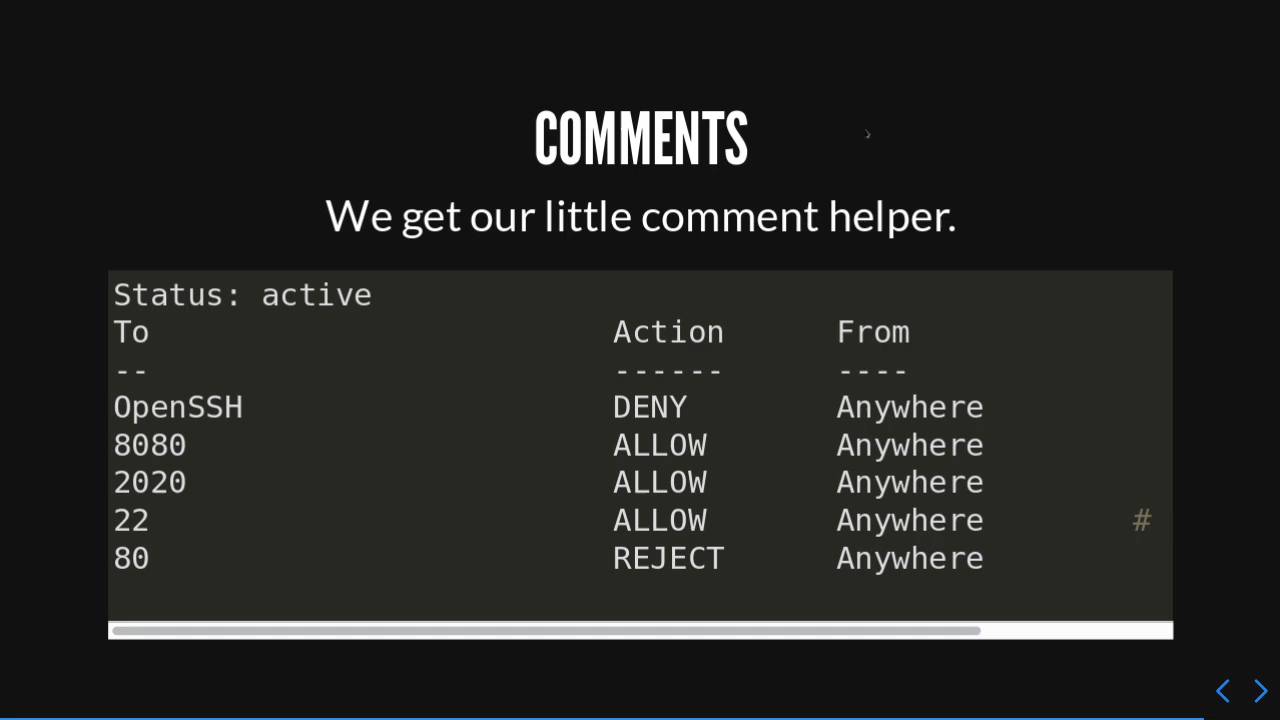 COMMENTS
We get our little comment helper.
Status: active
To                         Action      From
--                         ------      ----
OpenSSH                    DENY        Anywhere
8080                       ALLOW       Anywhere
2020                       ALLOW       Anywhere
22                         ALLOW       Anywhere        #
80                         REJECT      Anywhere